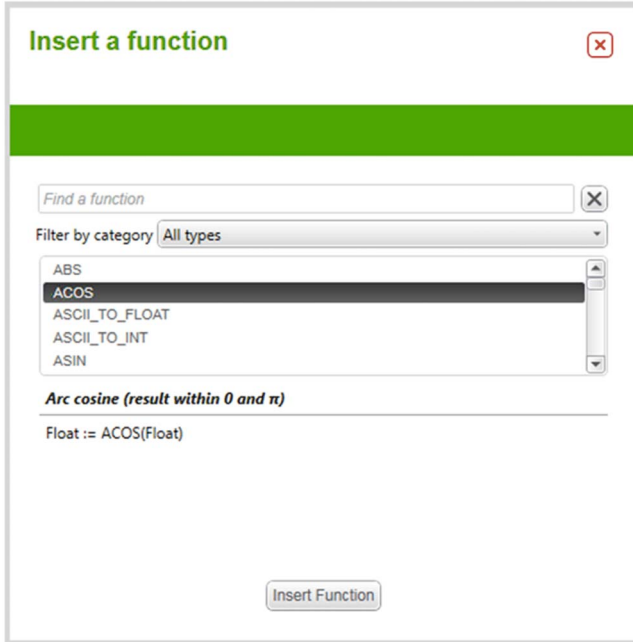 Insert a function
Find a function
Filter by category All types
ABS
ACOS
ASCII_TO_FLOAT
ASCII_TO_INT
ASIN
Arc cosine (result within 0 and π)
Float := ACOS(Float)
Insert Function